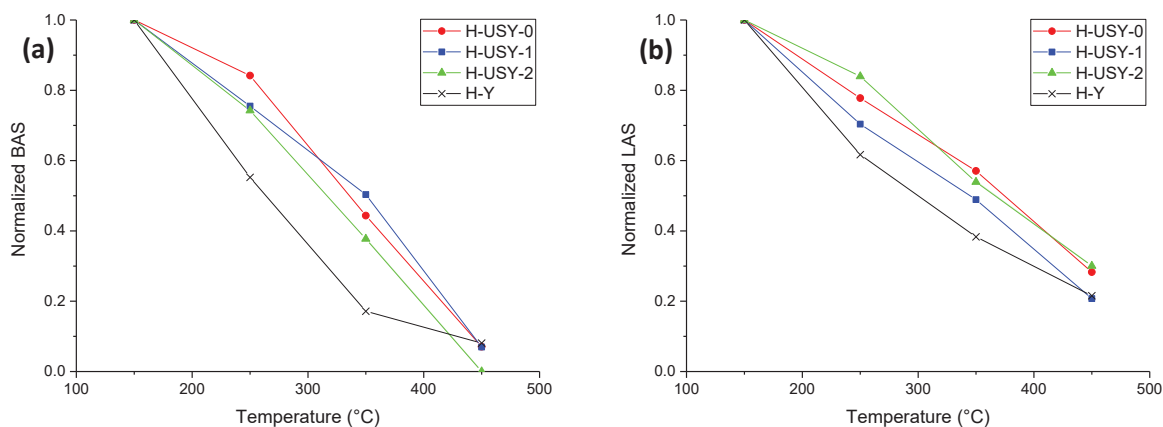 (a)
Normalized BAS
1.0
0.8
0.6
0.4
0.2
0.0
100
200
300
400
500
Temperature (°C)
H-USY-0
H-USY-1
H-USY-2
H-Y
(b)
Normalized LAS
1.0
0.8
0.6
0.4
0.2
0.0
100
200
300
400
500
Temperature (°C)
H-USY-0
H-USY-1
H-USY-2
H-Y